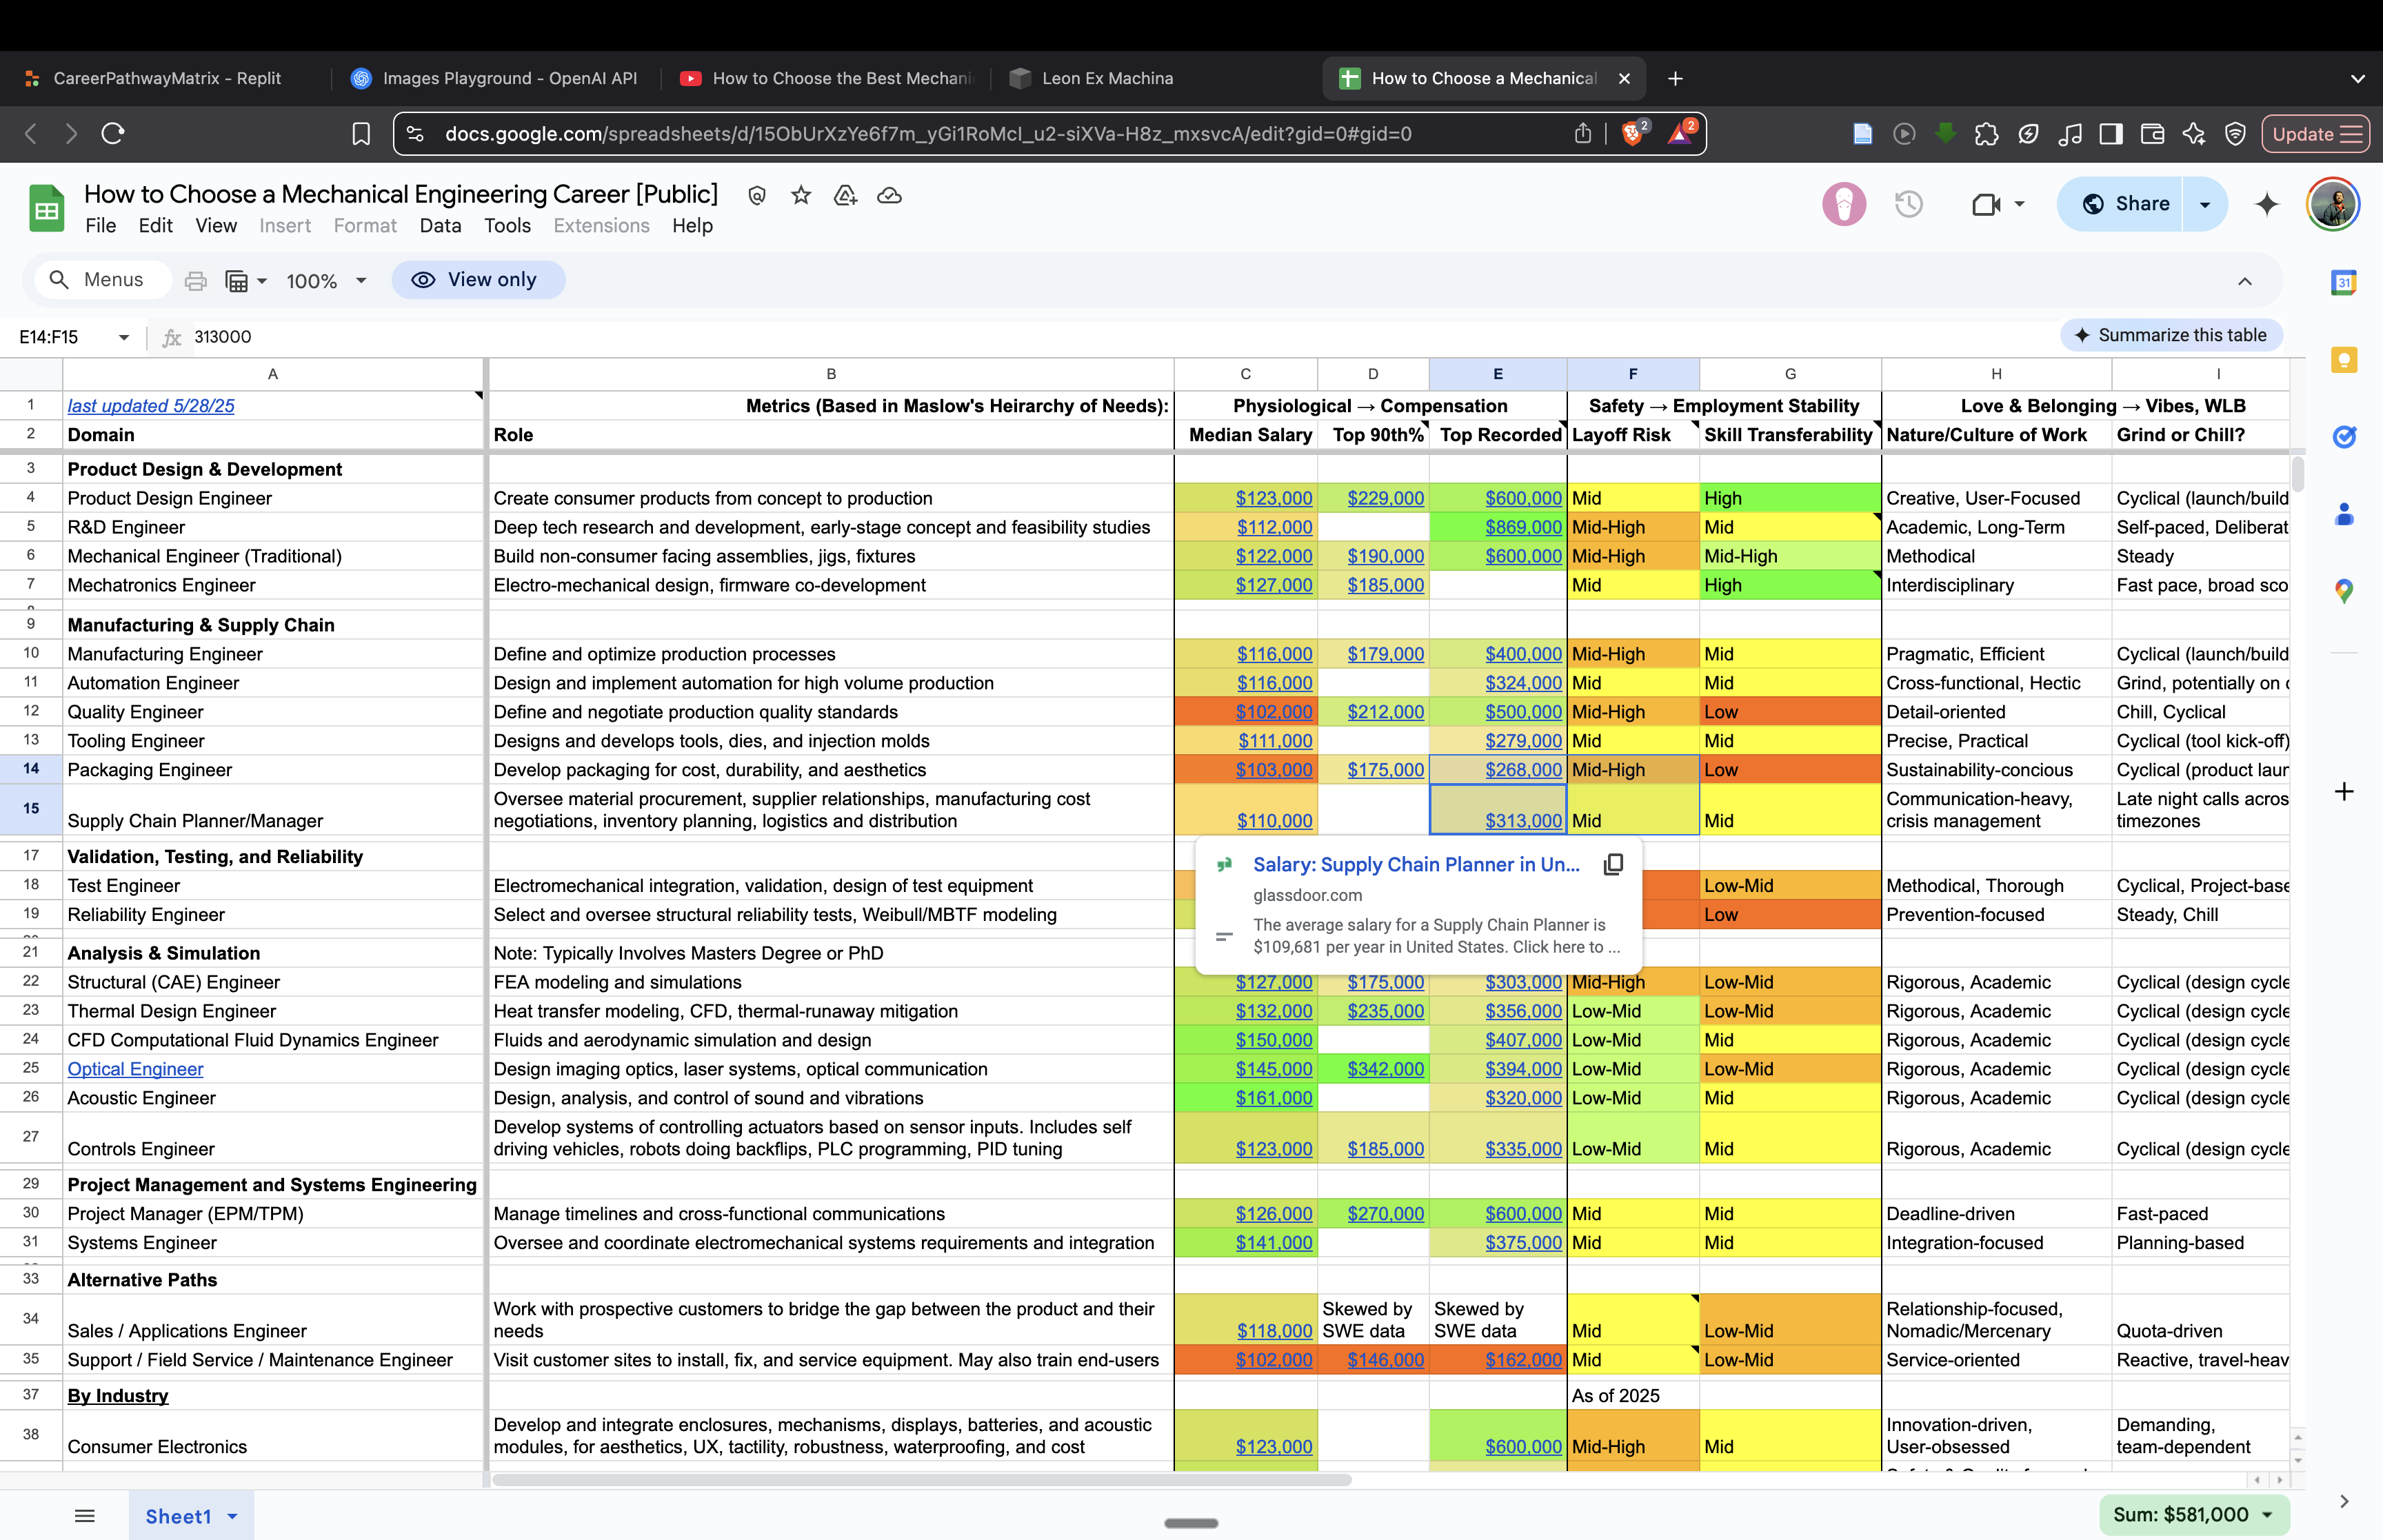 CareerPathwayMatrix - Replit
Images Playground - OpenAI API
How to Choose the Best Mechani
Leon Ex Machina
How to Choose a Mechanical
docs.google.com/spreadsheets/d/15ObUrXzYe6f7m_yGi1RoMcI_u2-siXVa-H8z_mxsvcA/edit?gid=0#gid=0
2
2
Update
How to Choose a Mechanical Engineering Career [Public]
File Edit View Insert Format Data Tools Extensions Help
Share
Menus
100%
View only
31
E14:F15
fx 313000
Summarize this table
A B C D E F G H I
1 last updated 5/28/25 Metrics (Based in Maslow's Heirarchy of Needs): Physiological → Compensation Safety → Employment Stability Love & Belonging → Vibes, WLB
2 Domain Role Median Salary Top 90th% Top Recorded Layoff Risk Skill Transferability Nature/Culture of Work Grind or Chill?
3 Product Design & Development
4 Product Design Engineer Create consumer products from concept to production $123,000 $229,000 $600,000 Mid High Creative, User-Focused Cyclical (launch/build
5 R&D Engineer Deep tech research and development, early-stage concept and feasibility studies $112,000 $869,000 Mid-High Mid Academic, Long-Term Self-paced, Deliberat
6 Mechanical Engineer (Traditional) Build non-consumer facing assemblies, jigs, fixtures $122,000 $190,000 $600,000 Mid-High Mid-High Methodical Steady
7 Mechatronics Engineer Electro-mechanical design, firmware co-development $127,000 $185,000 Mid High Interdisciplinary Fast pace, broad sco
9 Manufacturing & Supply Chain
10 Manufacturing Engineer Define and optimize production processes $116,000 $179,000 $400,000 Mid-High Mid Pragmatic, Efficient Cyclical (launch/build
11 Automation Engineer Design and implement automation for high volume production $116,000 $324,000 Mid Mid Cross-functional, Hectic Grind, potentially on
12 Quality Engineer Define and negotiate production quality standards $102,000 $212,000 $500,000 Mid-High Low Detail-oriented Chill, Cyclical
13 Tooling Engineer Designs and develops tools, dies, and injection molds $111,000 $279,000 Mid Mid Precise, Practical Cyclical (tool kick-off)
14 Packaging Engineer Develop packaging for cost, durability, and aesthetics $103,000 $175,000 $268,000 Mid-High Low Sustainability-concious Cyclical (product laun
15 Oversee material procurement, supplier relationships, manufacturing cost Communication-heavy, Late night calls acros
Supply Chain Planner/Manager negotiations, inventory planning, logistics and distribution $110,000 $313,000 Mid Mid crisis management timezones
17 Validation, Testing, and Reliability
Salary: Supply Chain Planner in Un...
glassdoor.com
The average salary for a Supply Chain Planner is
$109,681 per year in United States. Click here to ...
18 Test Engineer Electromechanical integration, validation, design of test equipment Low-Mid Methodical, Thorough Cyclical, Project-base
19 Reliability Engineer Select and oversee structural reliability tests, Weibull/MBTF modeling Low Prevention-focused Steady, Chill
21 Analysis & Simulation Note: Typically Involves Masters Degree or PhD
22 Structural (CAE) Engineer FEA modeling and simulations $127,000 $175,000 $303,000 Mid-High Low-Mid Rigorous, Academic Cyclical (design cycle
23 Thermal Design Engineer Heat transfer modeling, CFD, thermal-runaway mitigation $132,000 $235,000 $356,000 Low-Mid Low-Mid Rigorous, Academic Cyclical (design cycle
24 CFD Computational Fluid Dynamics Engineer Fluids and aerodynamic simulation and design $150,000 $407,000 Low-Mid Mid Rigorous, Academic Cyclical (design cycle
25 Optical Engineer Design imaging optics, laser systems, optical communication $145,000 $342,000 $394,000 Low-Mid Low-Mid Rigorous, Academic Cyclical (design cycle
26 Acoustic Engineer Design, analysis, and control of sound and vibrations $161,000 $320,000 Low-Mid Mid Rigorous, Academic Cyclical (design cycle
27 Develop systems of controlling actuators based on sensor inputs. Includes self
Controls Engineer driving vehicles, robots doing backflips, PLC programming, PID tuning $123,000 $185,000 $335,000 Low-Mid Mid Rigorous, Academic Cyclical (design cycle
29 Project Management and Systems Engineering
30 Project Manager (EPM/TPM) Manage timelines and cross-functional communications $126,000 $270,000 $600,000 Mid Mid Deadline-driven Fast-paced
31 Systems Engineer Oversee and coordinate electromechanical systems requirements and integration $141,000 $375,000 Mid Mid Integration-focused Planning-based
33 Alternative Paths
34 Work with prospective customers to bridge the gap between the product and their Skewed by Skewed by Relationship-focused,
Sales / Applications Engineer needs $118,000 SWE data SWE data Mid Low-Mid Nomadic/Mercenary Quota-driven
35 Support / Field Service / Maintenance Engineer Visit customer sites to install, fix, and service equipment. May also train end-users $102,000 $146,000 $162,000 Mid Low-Mid Service-oriented Reactive, travel-heav
37 By Industry As of 2025
38 Develop and integrate enclosures, mechanisms, displays, batteries, and acoustic Innovation-driven, Demanding,
Consumer Electronics modules, for aesthetics, UX, tactility, robustness, waterproofing, and cost $123,000 $600,000 Mid-High Mid User-obsessed team-dependent
Sheet1
Sum: $581,000